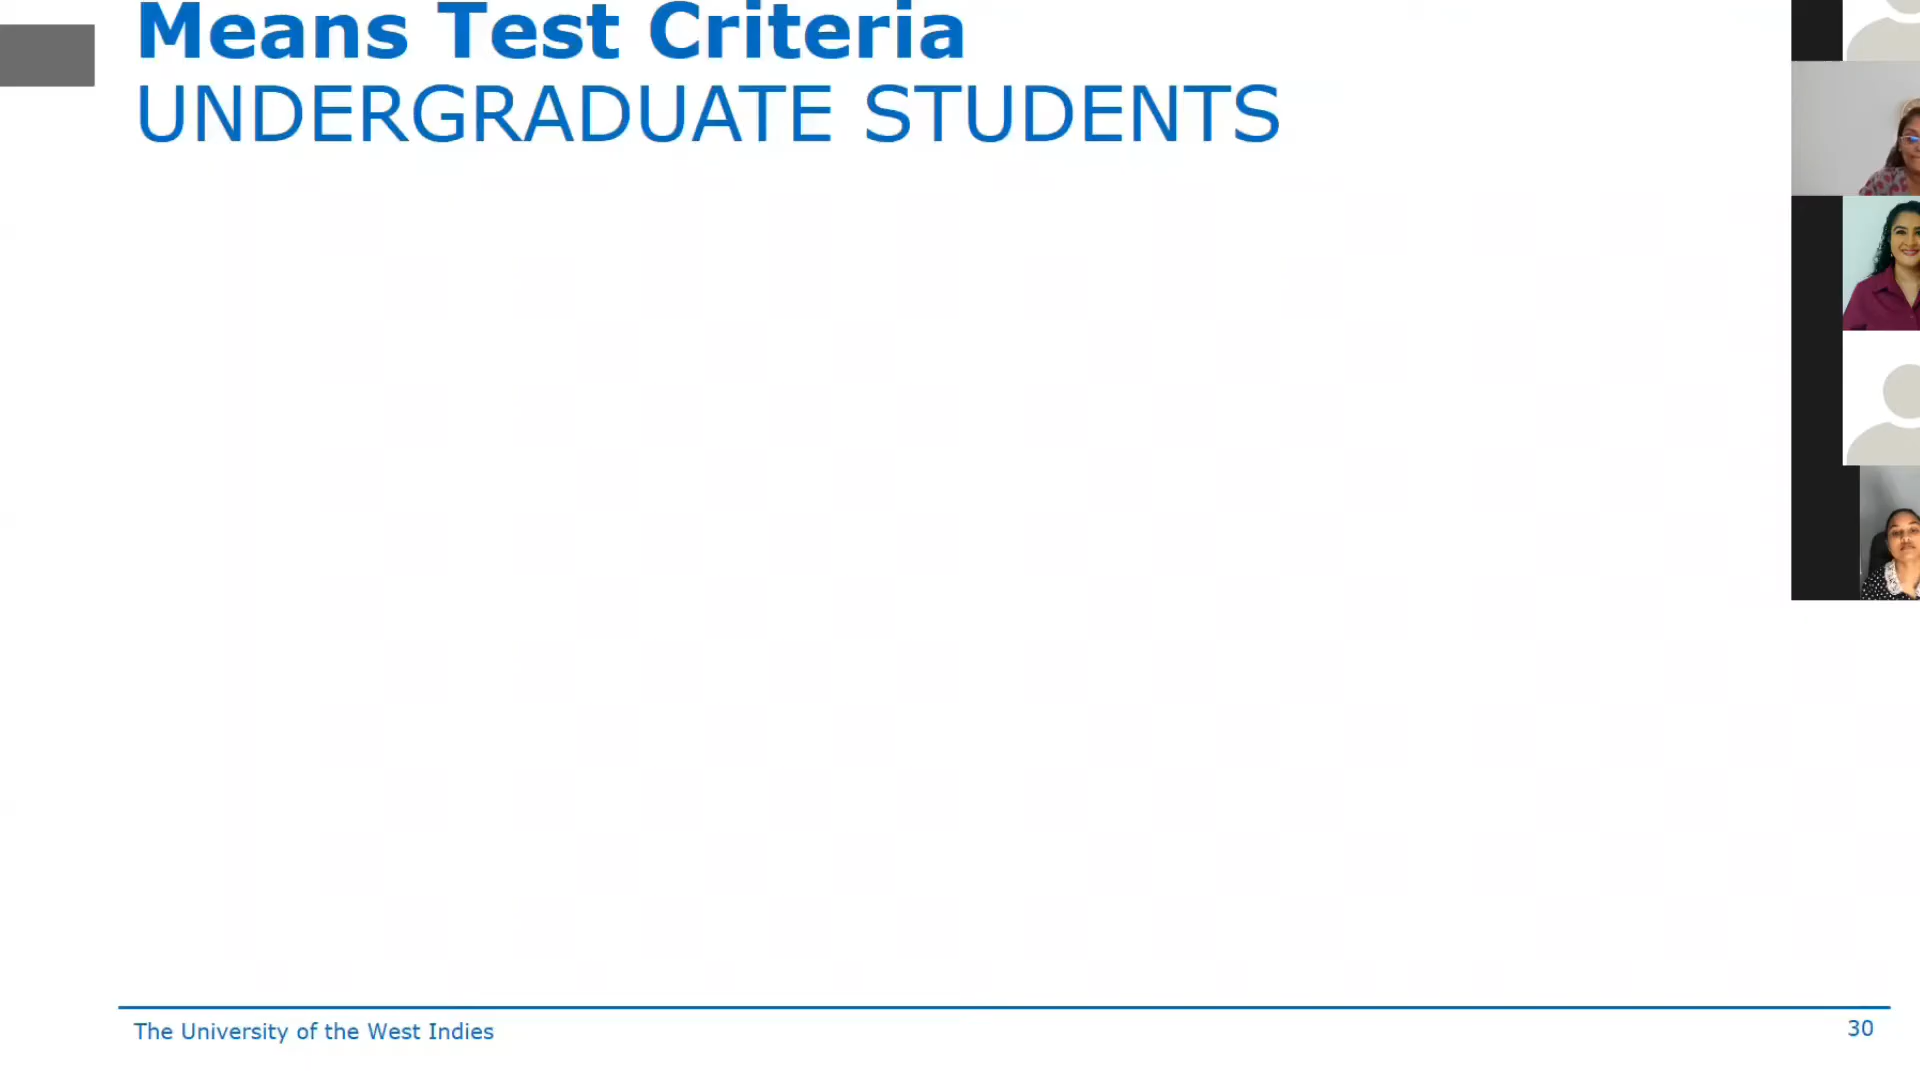 Means Test Criteria
UNDERGRADUATE STUDENTS
The University of the West Indies
30